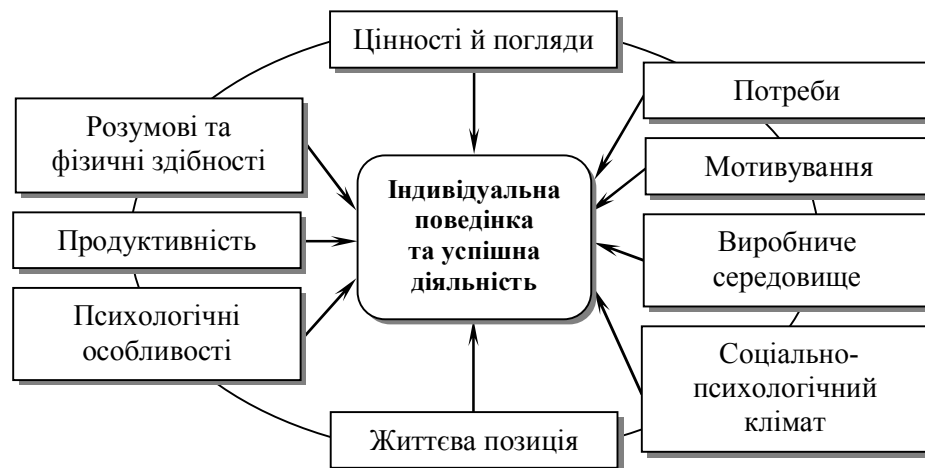 Цінності й погляди
Розумові та
фізичні здібності
Продуктивність
Психологічні
особливості
Індивідуальна
поведінка
та успішна
діяльність
Потреби
Мотивування
Виробниче
середовище
Соціально-
психологічний
клімат
Життєва позиція